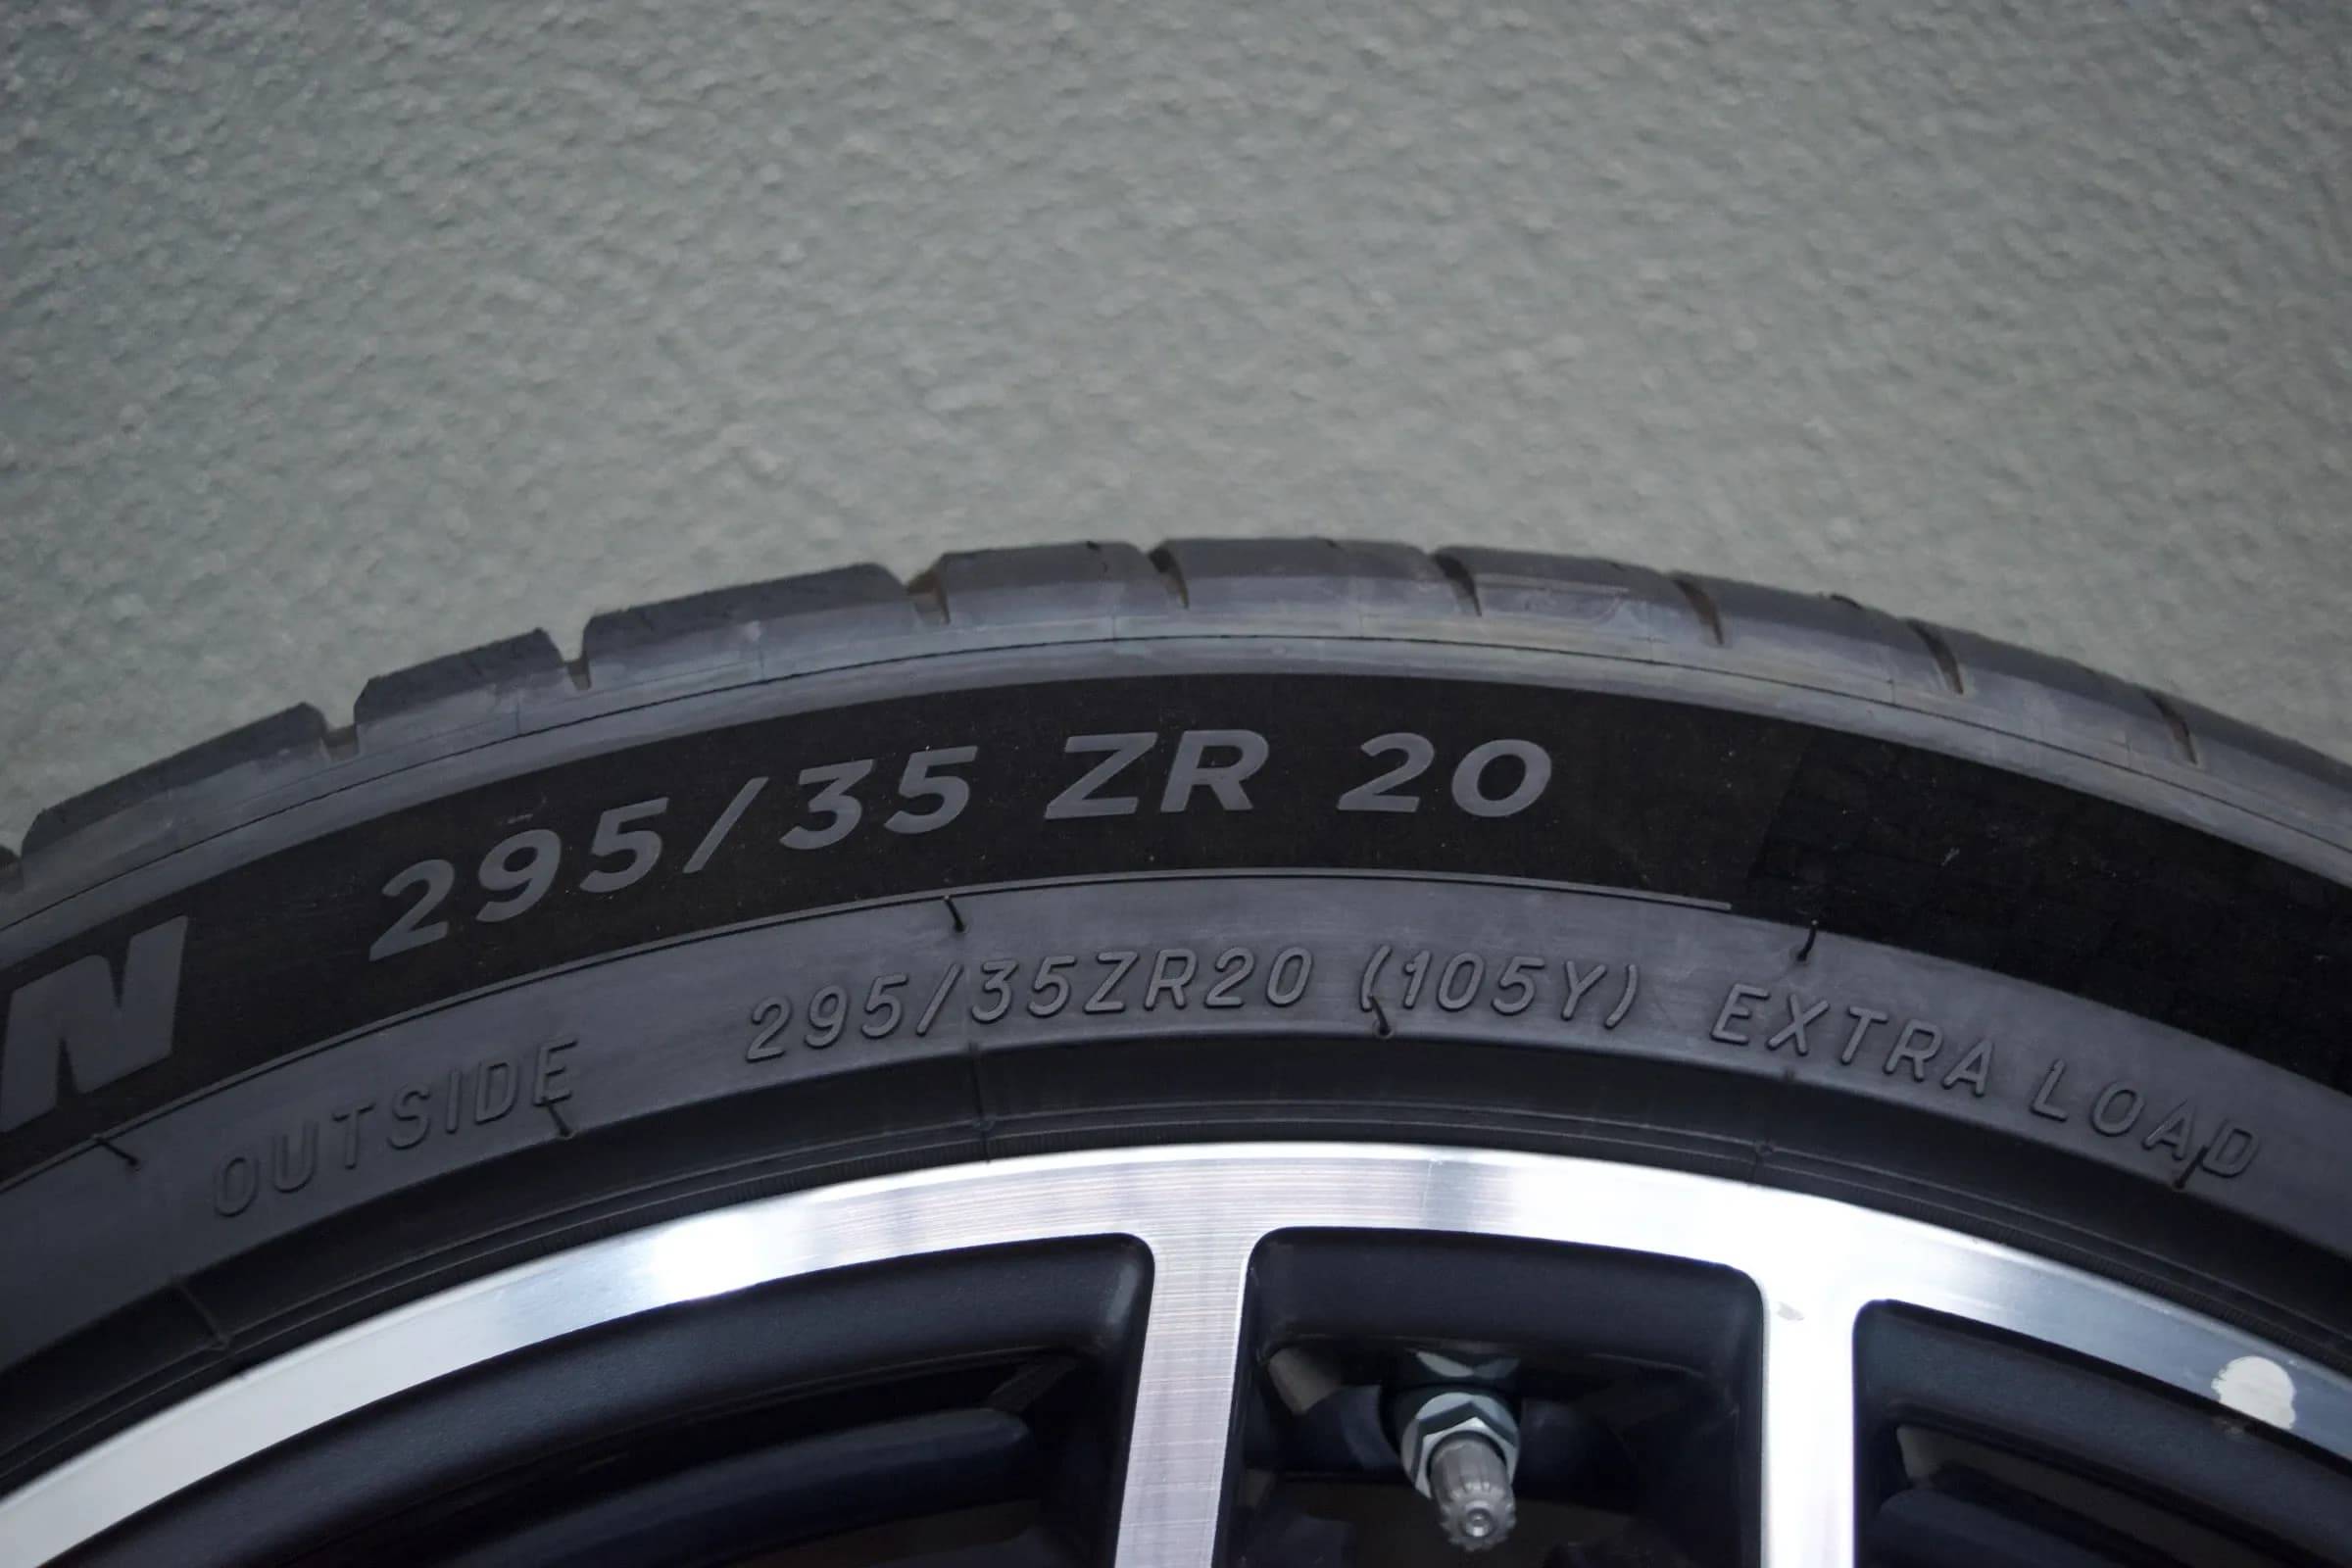 N 295/35 ZR 20
OUTSIDE 295/35ZR20 (105Y) EXTRA LOAD